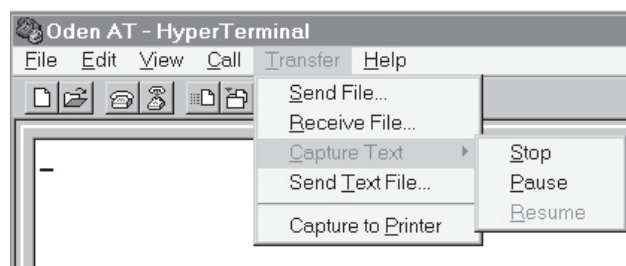 Oden AT - HyperTerminal
File Edit View Call Transfer Help
Send File...
Receive File...
Capture Text
Send Text File...
Capture to Printer
Stop
Pause
Resume